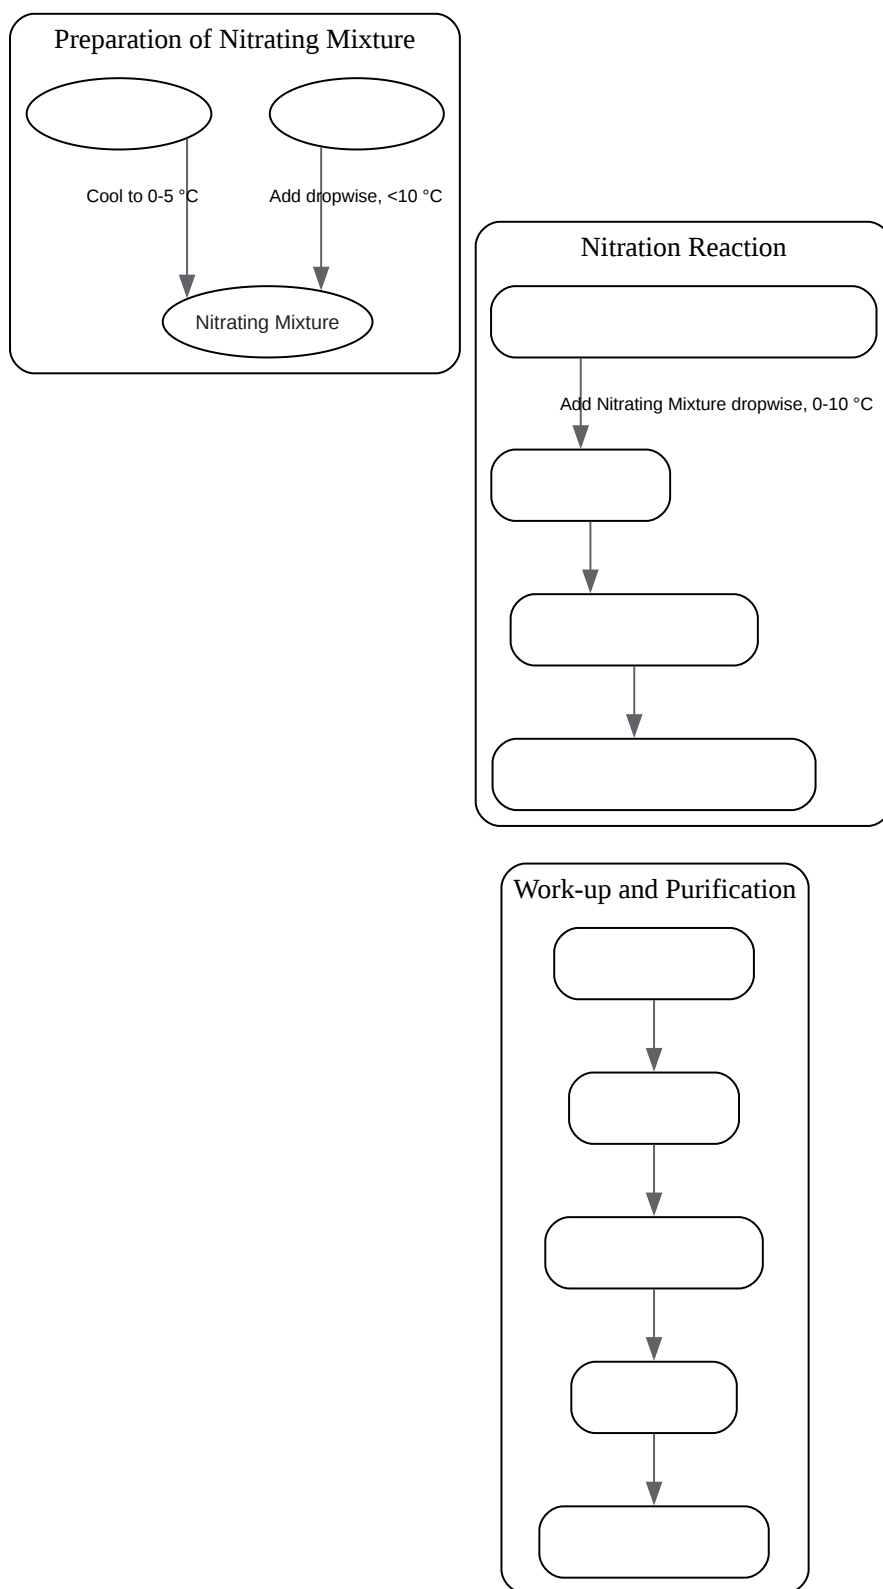 Preparation of Nitrating Mixture
Cool to 0-5 °C
Add dropwise, <10 °C
Nitrating Mixture
Nitration Reaction
Add Nitrating Mixture dropwise, 0-10 °C
Work-up and Purification